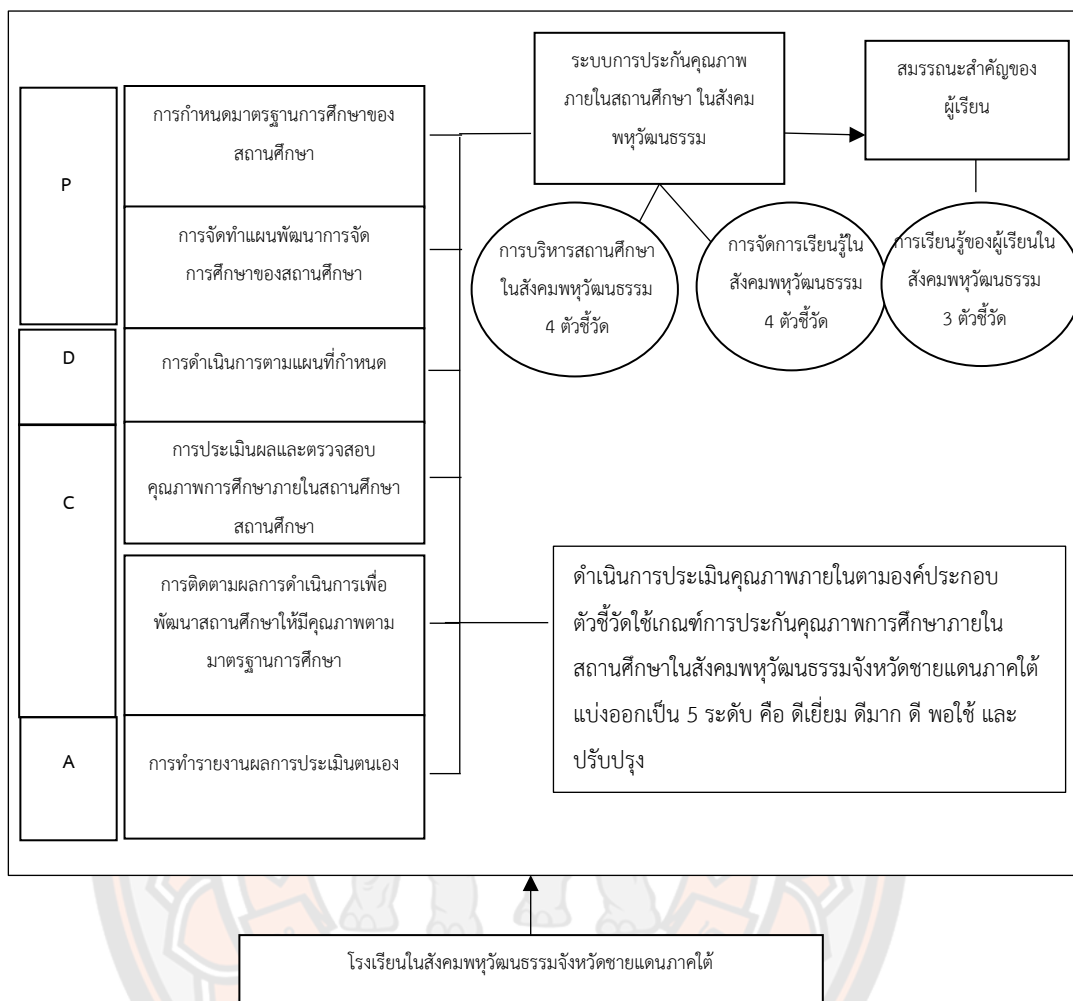 ระบบการประกันคุณภาพ
ภายในสถานศึกษา ในสังคม
พหุวัฒนธรรม
สมรรถนะสำคัญของ
ผู้เรียน
P
การกำหนดมาตรฐานการศึกษาของ
สถานศึกษา
การจัดทำแผนพัฒนาการจัด
การศึกษาของสถานศึกษา
การบริหารสถานศึกษา
ในสังคมพหุวัฒนธรรม
4 ตัวชี้วัด
การจัดการเรียนรู้ใน
สังคมพหุวัฒนธรรม
4 ตัวชี้วัด
การเรียนรู้ของผู้เรียนใน
สังคมพหุวัฒนธรรม
3 ตัวชี้วัด
D
การดำเนินการตามแผนที่กำหนด
C
การประเมินผลและตรวจสอบ
คุณภาพการศึกษาภายในสถานศึกษา
สถานศึกษา
การติดตามผลการดำเนินการเพื่อ
พัฒนาสถานศึกษาให้มีคุณภาพตาม
มาตรฐานการศึกษา
ดำเนินการประเมินคุณภาพภายในตามองค์ประกอบ
ตัวชี้วัดใช้เกณฑ์การประกันคุณภาพการศึกษาภายใน
สถานศึกษาในสังคมพหุวัฒนธรรมจังหวัดชายแดนภาคใต้
แบ่งออกเป็น 5 ระดับ คือ ดีเยี่ยม ดีมาก ดี พอใช้ และ
ปรับปรุง
A
การทำรายงานผลการประเมินตนเอง
โรงเรียนในสังคมพหุวัฒนธรรมจังหวัดชายแดนภาคใต้